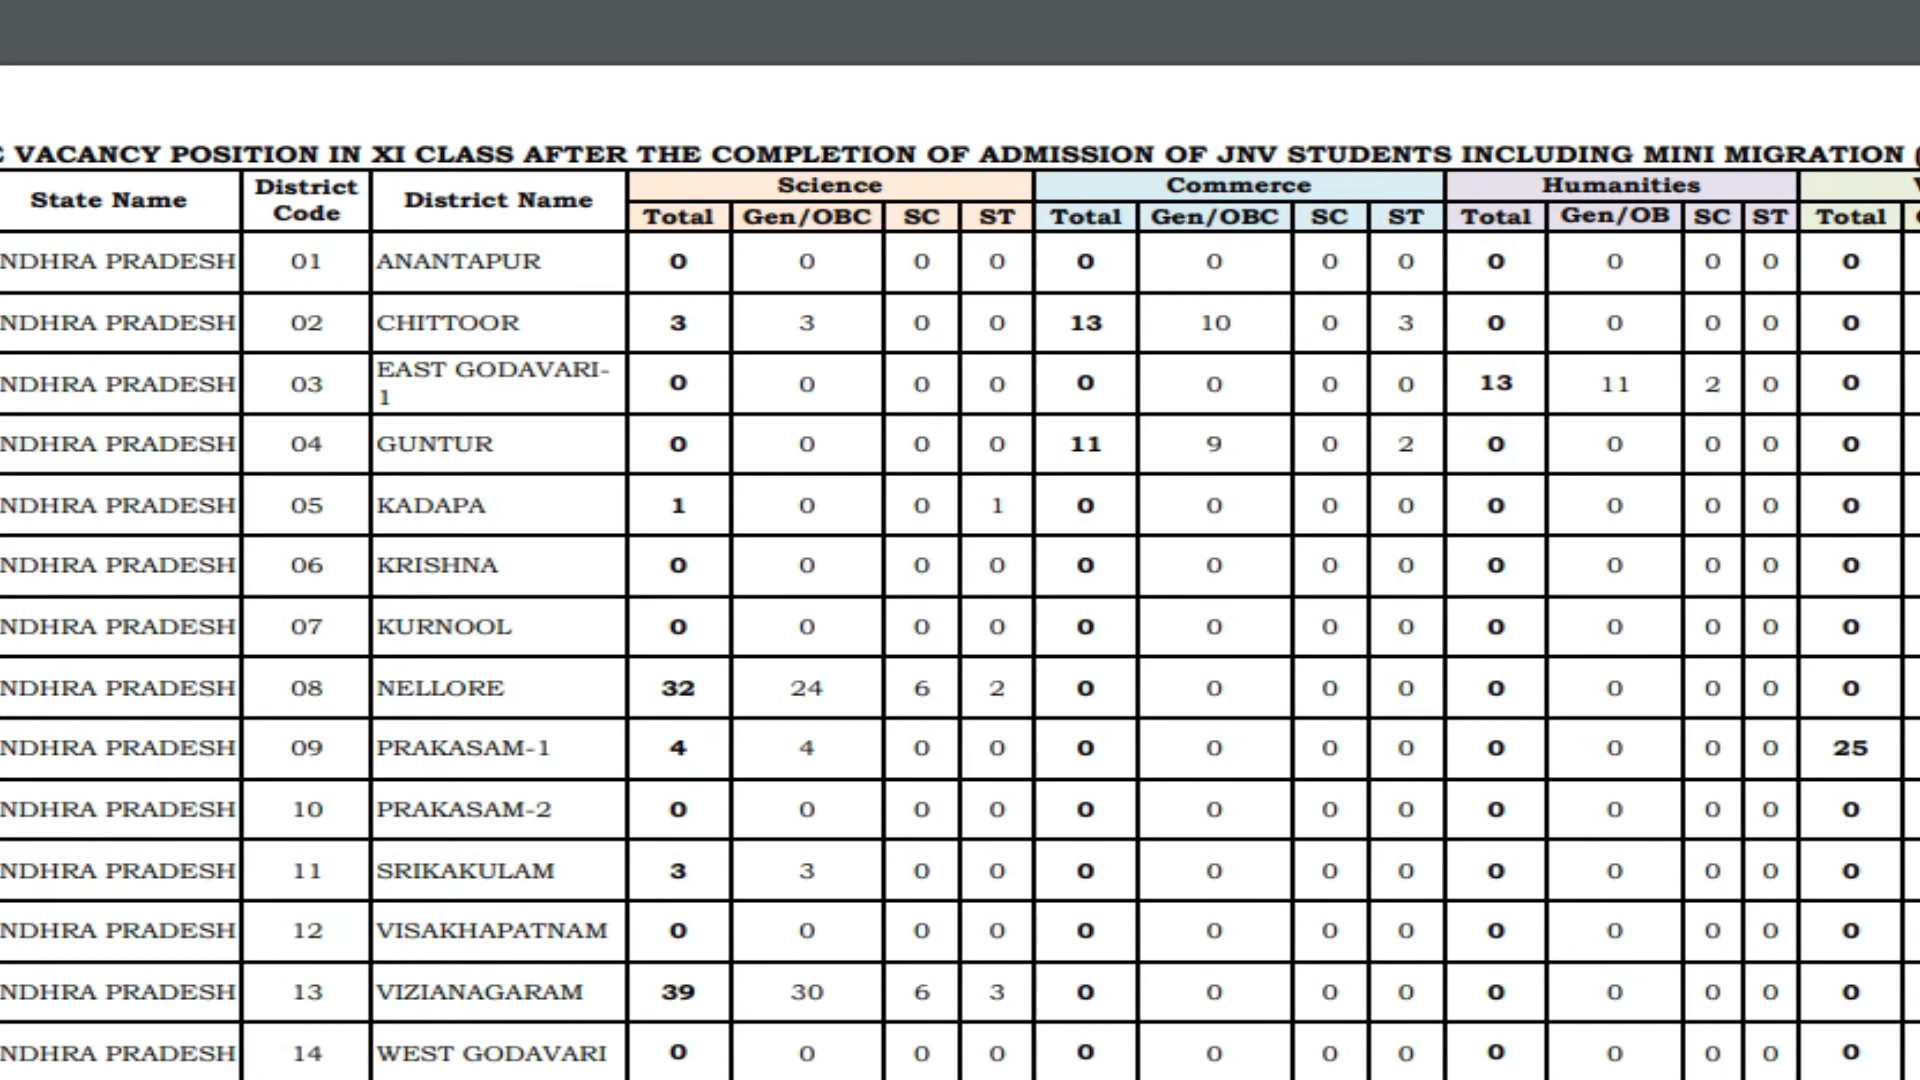 VACANCY POSITION IN XI CLASS AFTER THE COMPLETION OF ADMISSION OF JNV STUDENTS INCLUDING MINI MIGRATION (
State Name District Code District Name Science Commerce Humanities
Total Gen/OBC SC ST Total Gen/OBC SC ST Total Gen/OB SC ST Total
NDHRA PRADESH 01 ANANTAPUR 0 0 0 0 0 0 0 0 0 0 0 0 0
NDHRA PRADESH 02 CHITTOOR 3 3 0 0 13 10 0 3 0 0 0 0 0
NDHRA PRADESH 03 EAST GODAVARI-1 0 0 0 0 0 0 0 0 13 11 2 0 0
NDHRA PRADESH 04 GUNTUR 0 0 0 0 11 9 0 2 0 0 0 0 0
NDHRA PRADESH 05 KADAPA 1 0 0 1 0 0 0 0 0 0 0 0 0
NDHRA PRADESH 06 KRISHNA 0 0 0 0 0 0 0 0 0 0 0 0 0
NDHRA PRADESH 07 KURNOOL 0 0 0 0 0 0 0 0 0 0 0 0 0
NDHRA PRADESH 08 NELLORE 32 24 6 2 0 0 0 0 0 0 0 0 0
NDHRA PRADESH 09 PRAKASAM-1 4 4 0 0 0 0 0 0 0 0 0 0 25
NDHRA PRADESH 10 PRAKASAM-2 0 0 0 0 0 0 0 0 0 0 0 0 0
NDHRA PRADESH 11 SRIKAKULAM 3 3 0 0 0 0 0 0 0 0 0 0 0
NDHRA PRADESH 12 VISAKHAPATNAM 0 0 0 0 0 0 0 0 0 0 0 0 0
NDHRA PRADESH 13 VIZIANAGARAM 39 30 6 3 0 0 0 0 0 0 0 0 0
NDHRA PRADESH 14 WEST GODAVARI 0 0 0 0 0 0 0 0 0 0 0 0 0